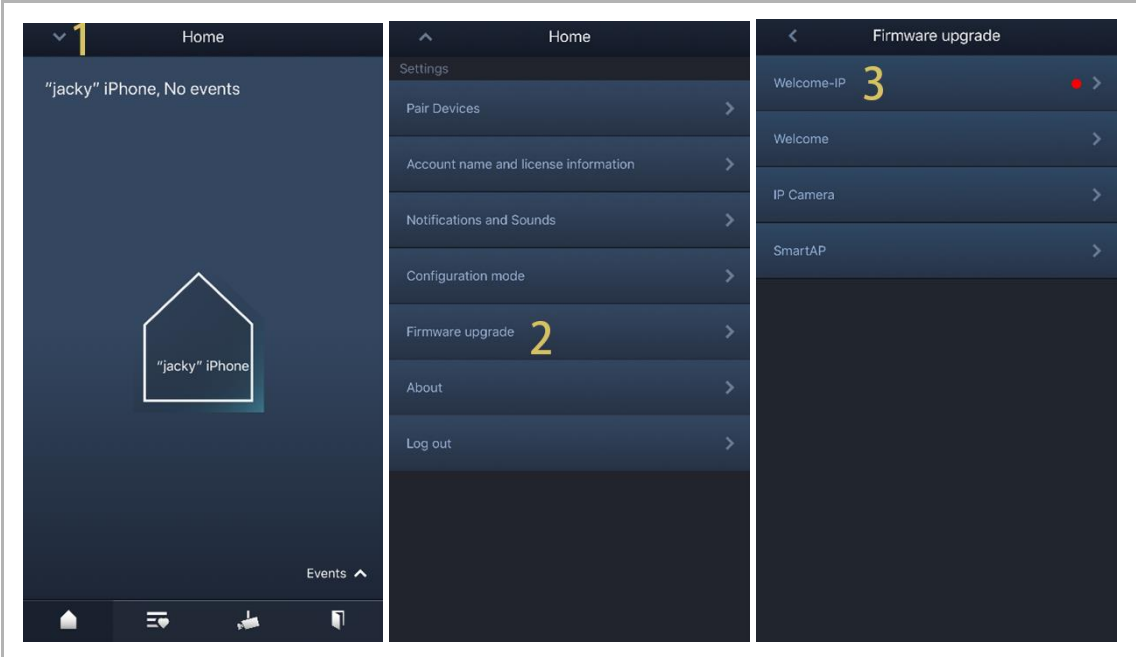 1
Home
"jacky" iPhone, No events
"jacky" iPhone
Events
Home
Settings
Pair Devices
Account name and license information
Notifications and Sounds
Configuration mode
Firmware upgrade 2
About
Log out
Firmware upgrade
Welcome-IP 3
Welcome
IP Camera
SmartAP